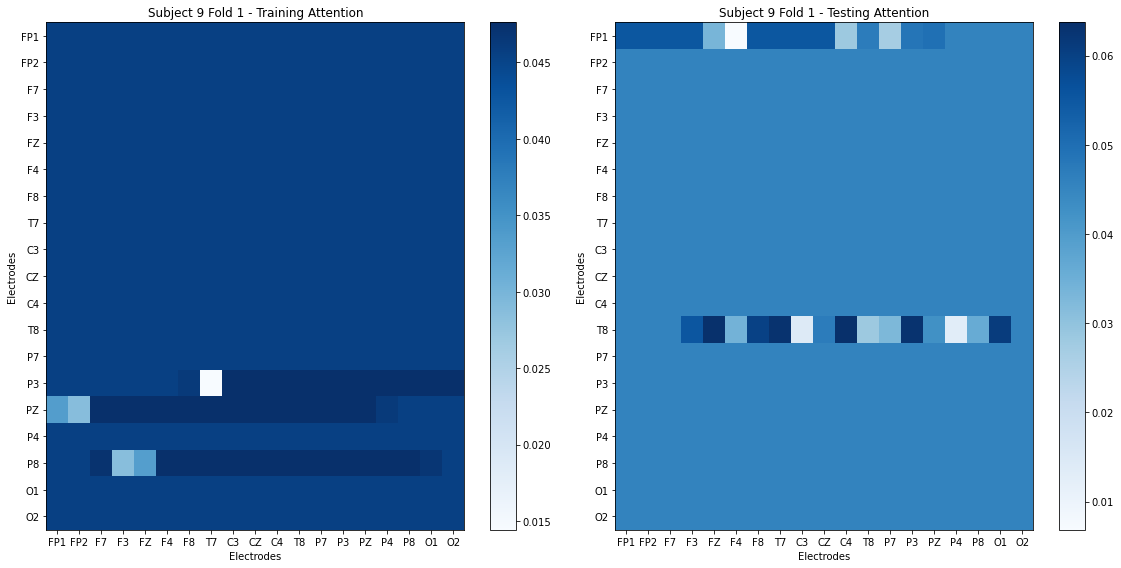 Subject 9 Fold 1 - Training Attention
FP1
FP2
F7
F3
FZ
F4
F8
T7
C3
CZ
C4
T8
P7
P3
PZ
P4
P8
O1
O2
Electrodes
FP1 FP2 F7 F3 FZ F4 F8 T7 C3 CZ C4 T8 P7 P3 PZ P4 P8 O1 O2
Electrodes
0.045
0.040
0.035
0.030
0.025
0.020
0.015
Subject 9 Fold 1 - Testing Attention
FP1
FP2
F7
F3
FZ
F4
F8
T7
C3
CZ
C4
T8
P7
P3
PZ
P4
P8
O1
O2
Electrodes
FP1 FP2 F7 F3 FZ F4 F8 T7 C3 CZ C4 T8 P7 P3 PZ P4 P8 O1 O2
Electrodes
0.06
0.05
0.04
0.03
0.02
0.01